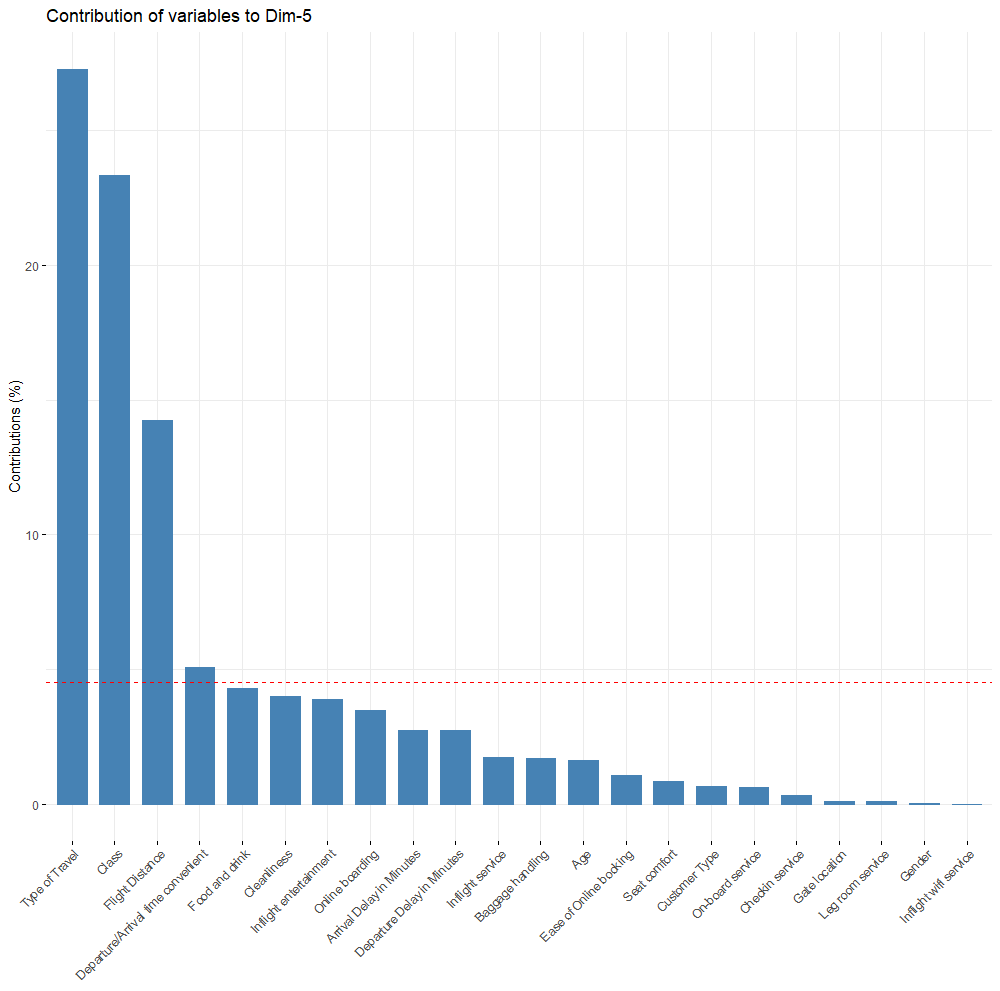 Contribution of variables to Dim-5
Contributions (%)
20
10
0
Type of Travel
Class
Flight Distance
Departure/Arrival time convenient
Food and drink
Cleanliness
Inflight entertainment
Online boarding
Arrival Delay in Minutes
Departure Delay in Minutes
Inflight service
Baggage handling
Age
Ease of Online booking
Seat comfort
Customer Type
On-board service
Checkin service
Gate location
Leg room service
Gender
Inflight wifi service